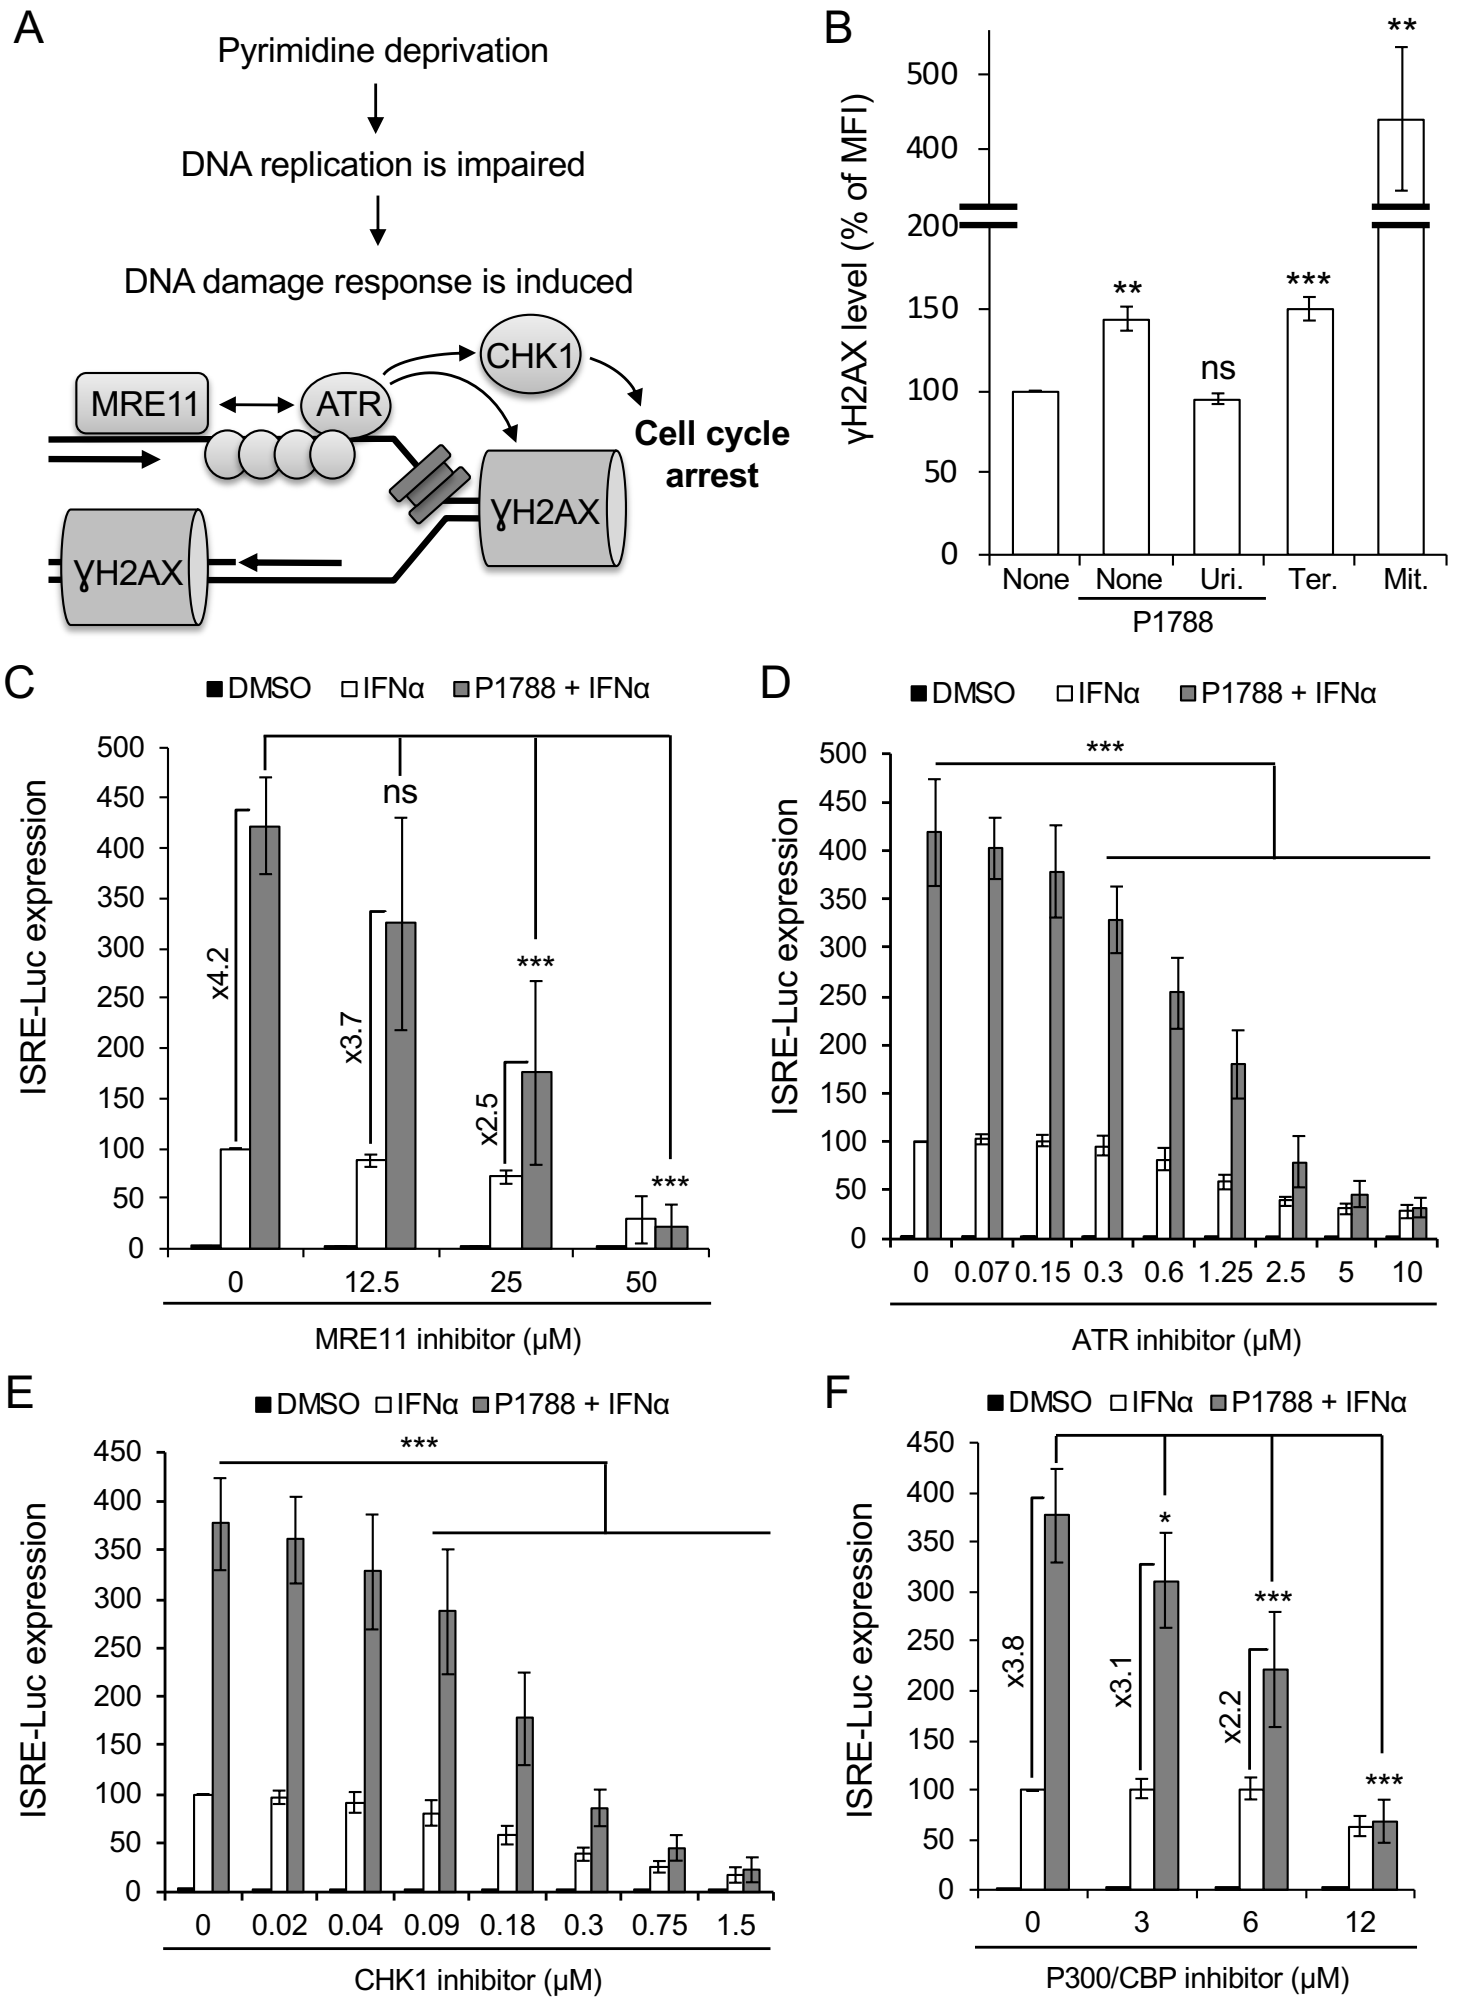 A
Pyrimidine deprivation
DNA replication is impaired
DNA damage response is induced
CHK1
MRE11
ATR
Cell cycle
arrest
γH2AX
γH2AX
B
γH2AX level (% of MFI)
500
400
200
150
100
50
0
**
ns
***
**
None
None
Uri.
Ter.
Mit.
P1788
C
DMSO IFNα P1788 + IFNα
ISRE-Luc expression
500
450
400
350
300
250
200
150
100
50
0
ns
***
***
x4.2
x3.7
x2.5
0 12.5 25 50
MRE11 inhibitor (µM)
D
DMSO IFNα P1788 + IFNα
ISRE-Luc expression
500
450
400
350
300
250
200
150
100
50
0
***
0 0.07 0.15 0.3 0.6 1.25 2.5 5 10
ATR inhibitor (µM)
E
DMSO IFNα P1788 + IFNα
ISRE-Luc expression
450
400
350
300
250
200
150
100
50
0
***
0 0.02 0.04 0.09 0.18 0.3 0.75 1.5
CHK1 inhibitor (µM)
F
DMSO IFNα P1788 + IFNα
ISRE-Luc expression
450
400
350
300
250
200
150
100
50
0
*
***
***
x3.8
x3.1
x2.2
0 3 6 12
P300/CBP inhibitor (µM)